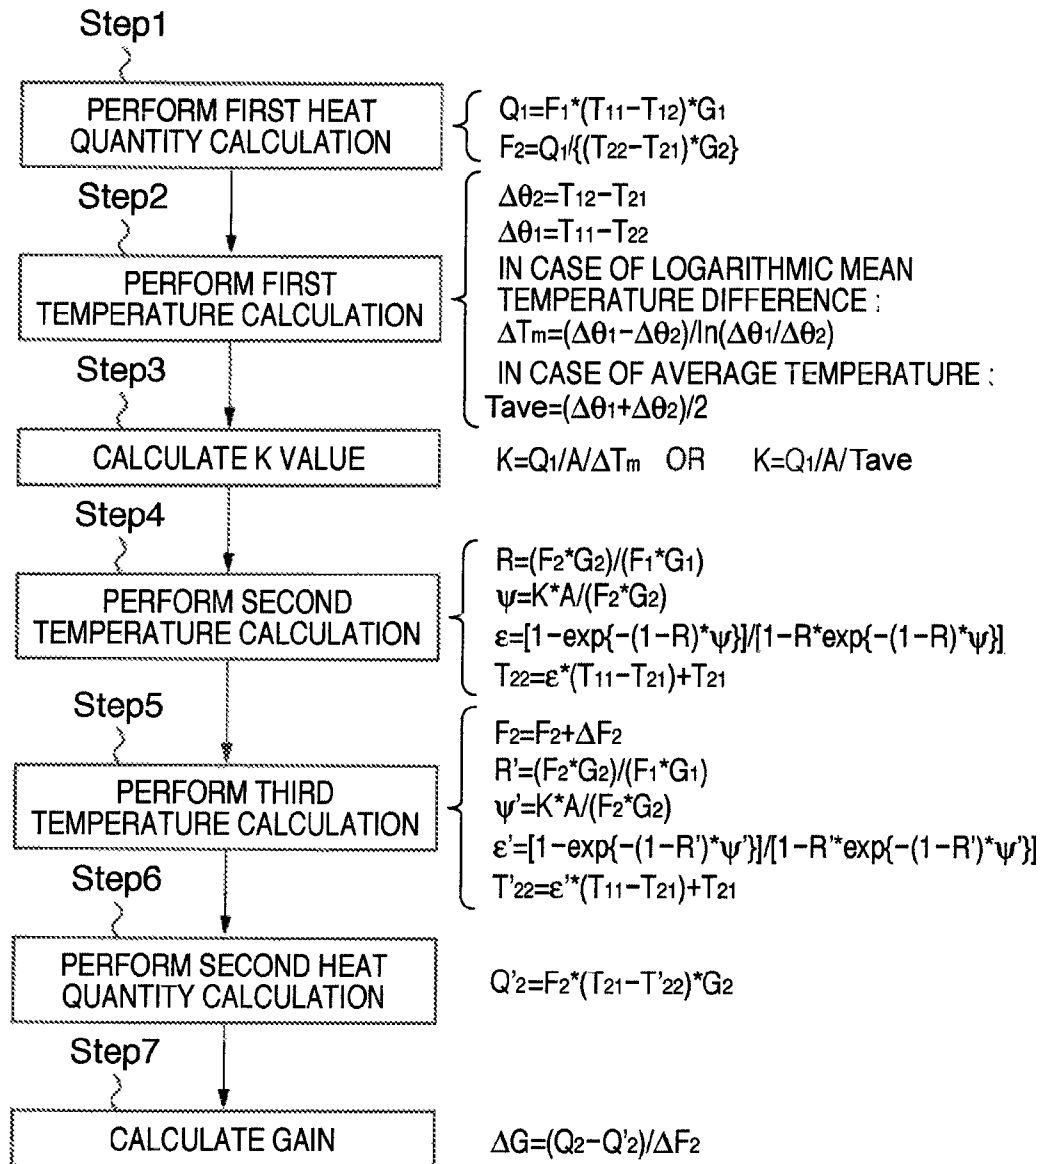 Step1
PERFORM FIRST HEAT
QUANTITY CALCULATION
Q1=F1*(T11-T12)*G1
F2=Q1/{(T22-T21)*G2}
Step2
PERFORM FIRST
TEMPERATURE CALCULATION
Δθ2=T12-T21
Δθ1=T11-T22
IN CASE OF LOGARITHMIC MEAN
TEMPERATURE DIFFERENCE :
ΔTm=(Δθ1-Δθ2)/ln(Δθ1/Δθ2)
IN CASE OF AVERAGE TEMPERATURE :
Tave=(Δθ1+Δθ2)/2
Step3
CALCULATE K VALUE
K=Q1/A/ΔTm OR K=Q1/A/Tave
Step4
PERFORM SECOND
TEMPERATURE CALCULATION
R=(F2*G2)/(F1*G1)
ψ=K*A/(F2*G2)
ε=[1-exp{-(1-R)*ψ}]/[1-R*exp{-(1-R)*ψ}]
T22=ε*(T11-T21)+T21
Step5
PERFORM THIRD
TEMPERATURE CALCULATION
F2=F2+ΔF2
R'=(F2*G2)/(F1*G1)
ψ'=K*A/(F2*G2)
ε'=[1-exp{-(1-R')*ψ'}]/[1-R'*exp{-(1-R')*ψ'}]
T'22=ε'*(T11-T21)+T21
Step6
PERFORM SECOND HEAT
QUANTITY CALCULATION
Q'2=F2*(T21-T'22)*G2
Step7
CALCULATE GAIN
ΔG=(Q2-Q'2)/ΔF2